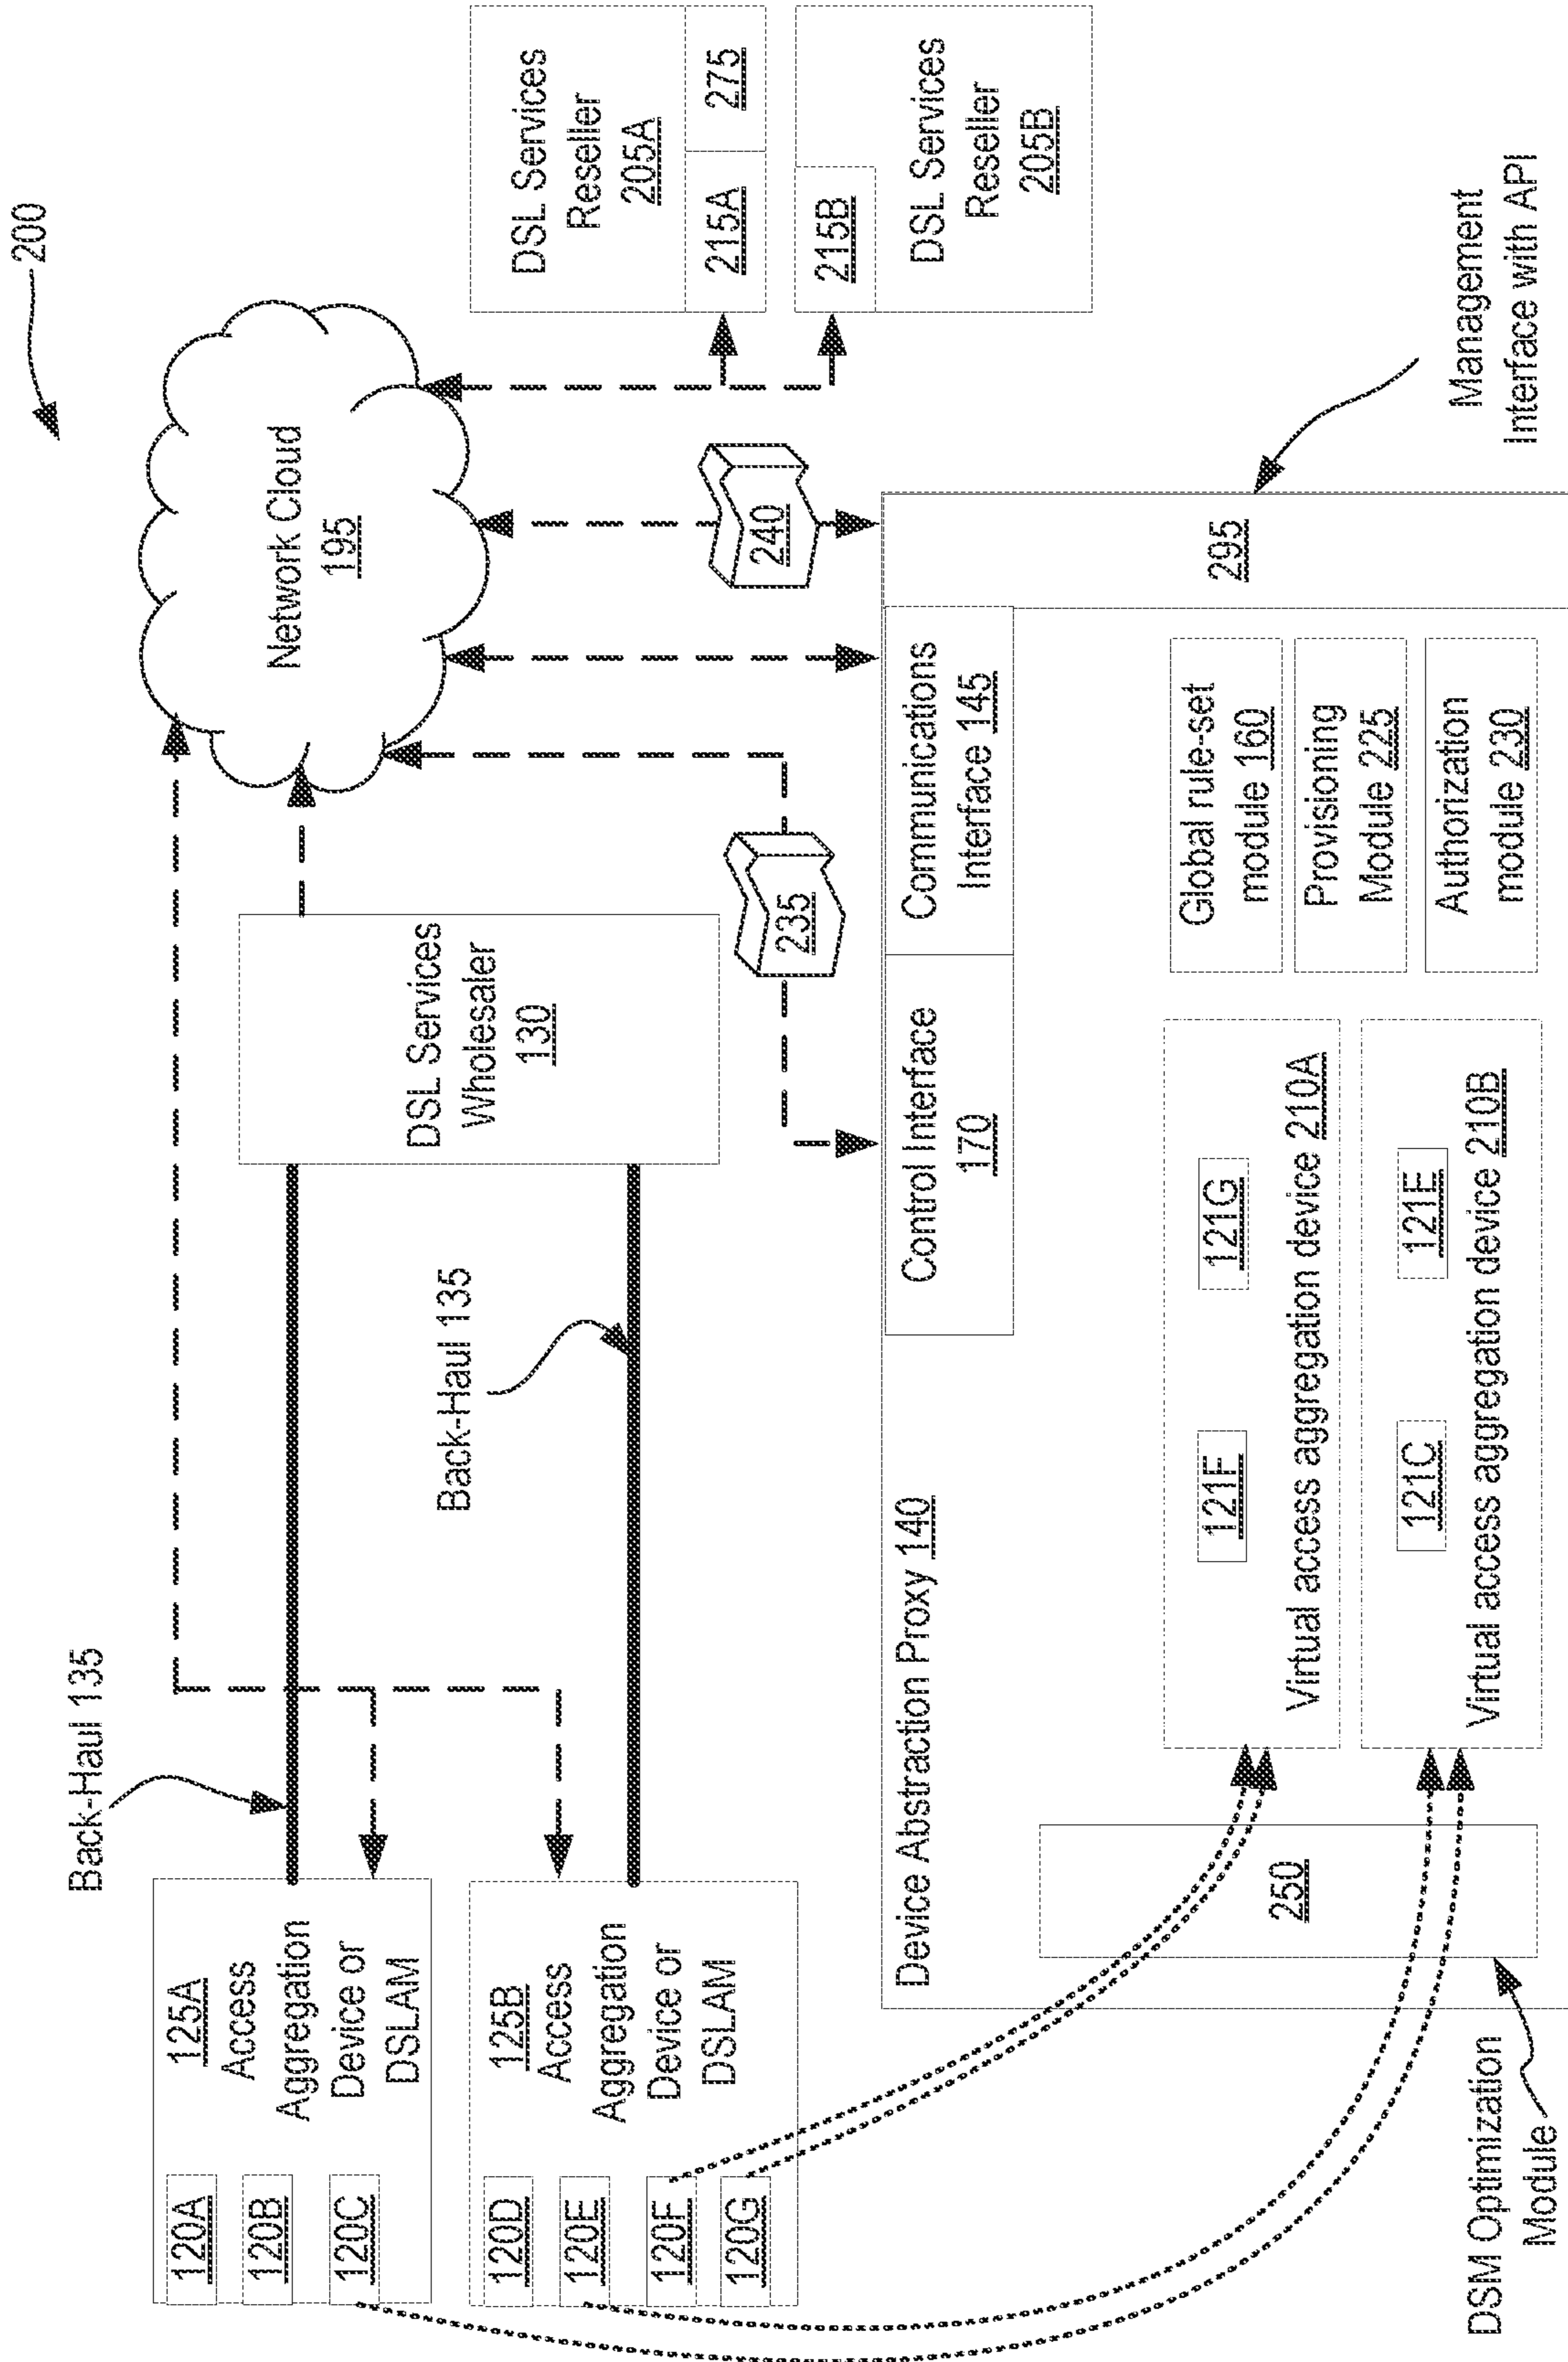 200
Network Cloud
195
DSL Services
Reseller
205A
215A
275
215B
DSL Services
Reseller
205B
DSL Services
Wholesaler
130
Back-Haul 135
Back-Haul 135
125A
Access
Aggregation
Device or
DSLAM
120A
120B
120C
125B
Access
Aggregation
Device or
DSLAM
120D
120E
120F
120G
235
240
Device Abstraction Proxy 140
Control Interface
170
Communications
Interface 145
295
Management
Interface with API
Global rule-set
module 160
Provisioning
Module 225
Authorization
module 230
121F
121G
Virtual access aggregation device 210A
121C
121E
Virtual access aggregation device 210B
250
DSM Optimization
Module